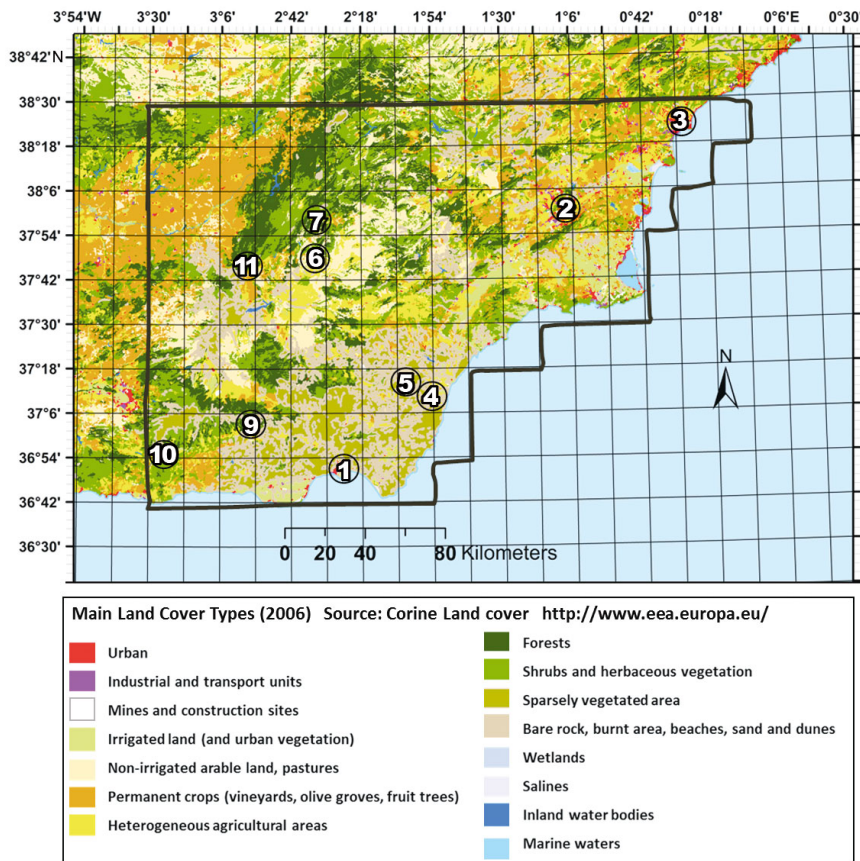 3°54'W 3°30' 3°6' 2°42' 2°18' 1°54' 1°30' 1°6' 0°42' 0°18' 0°6'E 0°30
38°42'N
38°30'
38°18'
38°6'
37°54'
37°42'
37°30'
37°18'
37°6'
36°54'
36°42'
36°30'
3
2
7
6
11
5
4
9
10
1
N
0 20 40 80 Kilometers
Main Land Cover Types (2006) Source: Corine Land cover http://www.eea.europa.eu/
Urban
Industrial and transport units
Mines and construction sites
Irrigated land (and urban vegetation)
Non-irrigated arable land, pastures
Permanent crops (vineyards, olive groves, fruit trees)
Heterogeneous agricultural areas
Forests
Shrubs and herbaceous vegetation
Sparsely vegetated area
Bare rock, burnt area, beaches, sand and dunes
Wetlands
Salines
Inland water bodies
Marine waters